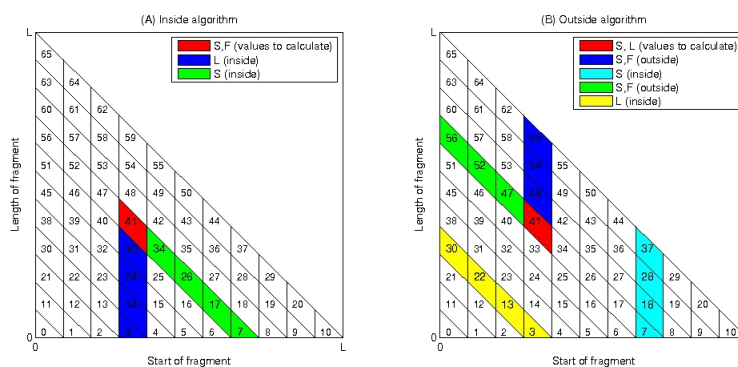 (A) Inside algorithm
L
S,F (values to calculate)
L (inside)
S (inside)
65
63 64
60 61 62
56 57 58 59
51 52 53 54 55
45 46 47 48 49 50
38 39 40 41 42 43 44
30 31 32 33 34 35 36 37
21 22 23 24 25 26 27 28 29
11 12 13 14 15 16 17 18 19 20
0 1 2 3 4 5 6 7 8 9 10
0
0 L
Start of fragment
Length of fragment
(B) Outside algorithm
L
S, L (values to calculate)
S,F (outside)
S (inside)
S,F (outside)
L (inside)
65
63 64
60 61 62
56 57 58 59
51 52 53 54 55
45 46 47 48 49 50
38 39 40 41 42 43 44
30 31 32 33 34 35 36 37
21 22 23 24 25 26 27 28 29
11 12 13 14 15 16 17 18 19 20
0 1 2 3 4 5 6 7 8 9 10
0
0 L
Start of fragment
Length of fragment